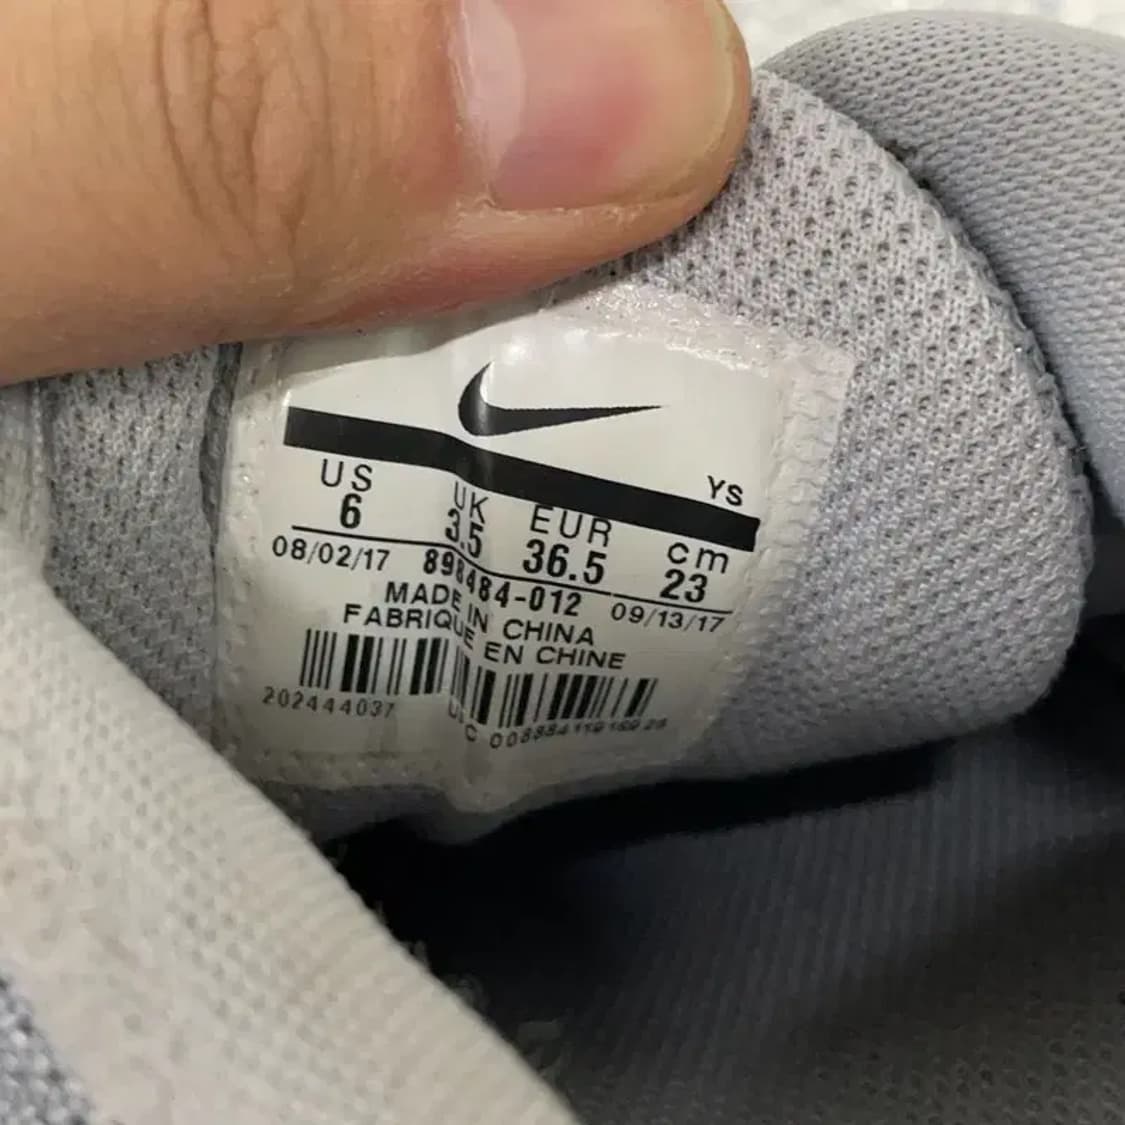 YS
US UK EUR cm
6 3.5 36.5 23
08/02/17 898484-012 09/13/17
MADE IN CHINA
FABRIQUE EN CHINE
202444037